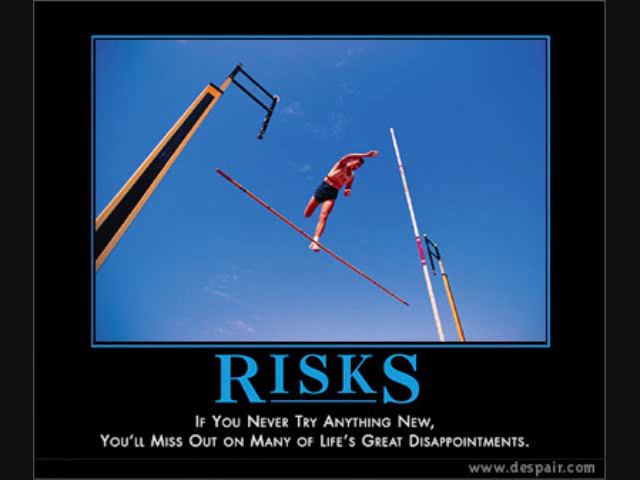 RISKS
IF YOU NEVER TRY ANYTHING NEW,
YOU'LL MISS OUT ON MANY OF LIFE'S GREAT DISAPPOINTMENTS.
www.despair.com